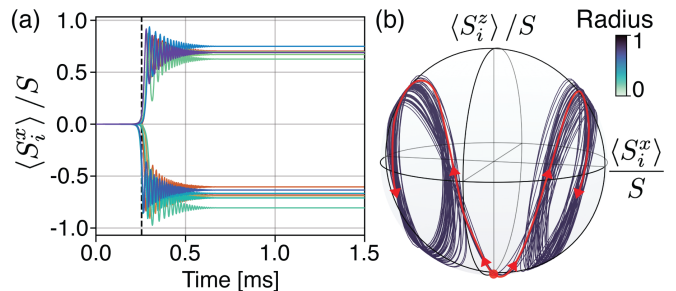 (a)
1.0
0.5
0.0
-0.5
-1.0
⟨S_i^x⟩ / S
0.0 0.5 1.0 1.5
Time [ms]
(b)
⟨S_i^z⟩ / S
Radius
1
0
⟨S_i^x⟩
S